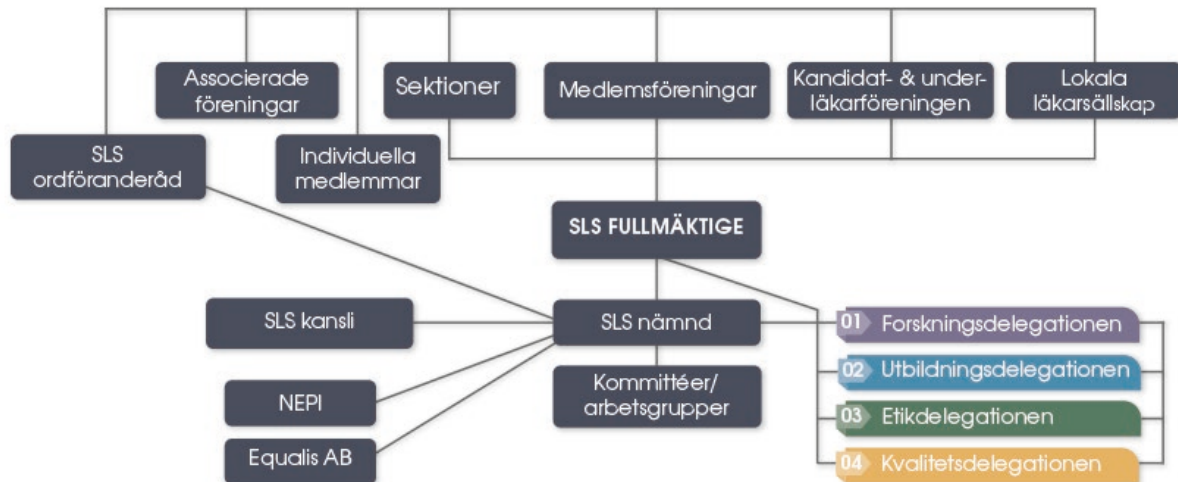 Associerade
föreningar
Sektioner
Medlemsföreningar
Kandidat- & under-
läkarföreningen
Lokala
läkarsällskap
SLS
ordföranderåd
Individuella
medlemmar
SLS FULLMÄKTIGE
SLS kansli
SLS nämnd
01 Forskningsdelegationen
02 Utbildningsdelegationen
NEPI
Kommittéer/
arbetsgrupper
03 Etikdelegationen
Equalis AB
04 Kvalitetsdelegationen